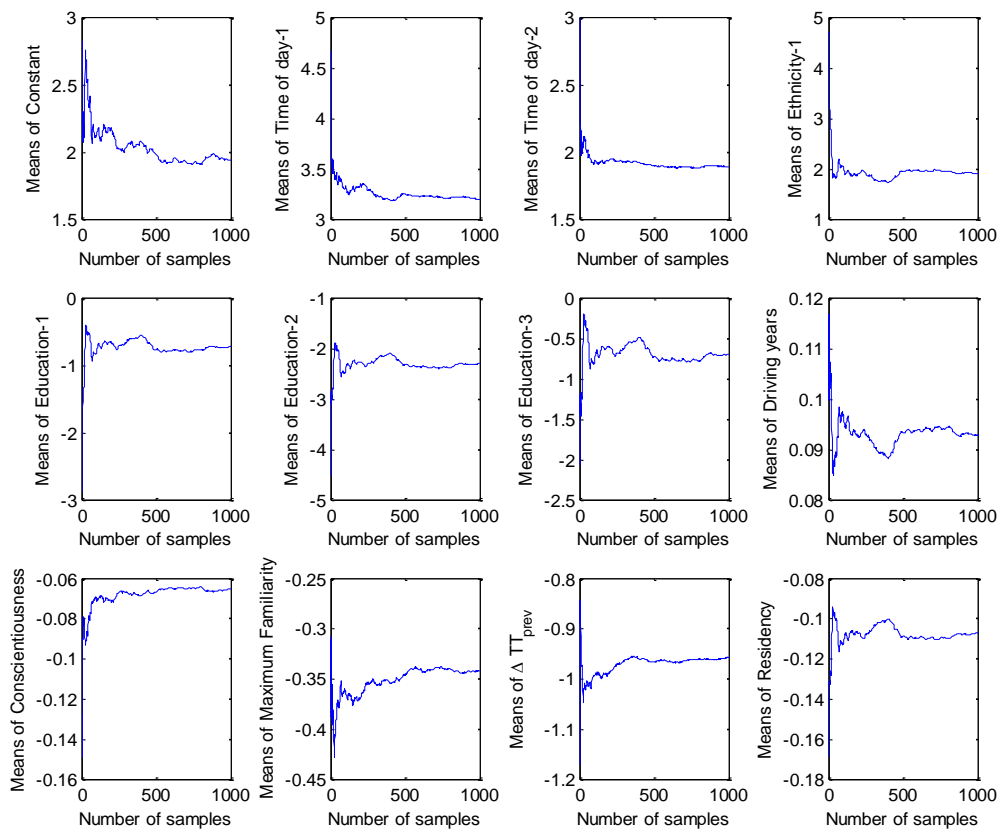 Means of Constant
3
2.5
2
1.5
0 500 1000
Number of samples
Means of Time of day-1
5
4.5
4
3.5
3
0 500 1000
Number of samples
Means of Time of day-2
3
2.5
2
1.5
0 500 1000
Number of samples
Means of Ethnicity-1
5
4
3
2
1
0 500 1000
Number of samples
Means of Education-1
0
-1
-2
-3
0 500 1000
Number of samples
Means of Education-2
-1
-2
-3
-4
-5
0 500 1000
Number of samples
Means of Education-3
0
-0.5
-1
-1.5
-2
-2.5
0 500 1000
Number of samples
Means of Driving years
0.12
0.11
0.1
0.09
0.08
0 500 1000
Number of samples
Means of Conscientiousness
-0.06
-0.08
-0.1
-0.12
-0.14
-0.16
0 500 1000
Number of samples
Means of Maximum Familiarity
-0.25
-0.3
-0.35
-0.4
-0.45
0 500 1000
Number of samples
Means of Δ TTprev
-0.8
-0.9
-1
-1.1
-1.2
0 500 1000
Number of samples
Means of Residency
-0.08
-0.1
-0.12
-0.14
-0.16
-0.18
0 500 1000
Number of samples